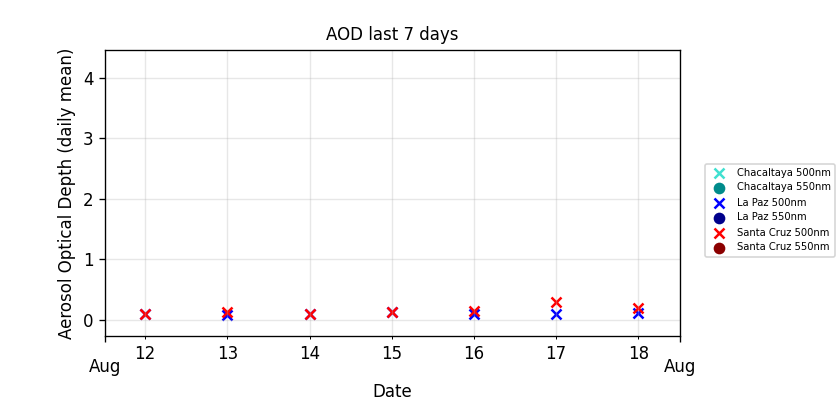 AOD last 7 days
Aerosol Optical Depth (daily mean)
4
3
2
1
0
12 13 14 15 16 17 18
Aug Aug
Date
Chacaltaya 500nm
Chacaltaya 550nm
La Paz 500nm
La Paz 550nm
Santa Cruz 500nm
Santa Cruz 550nm